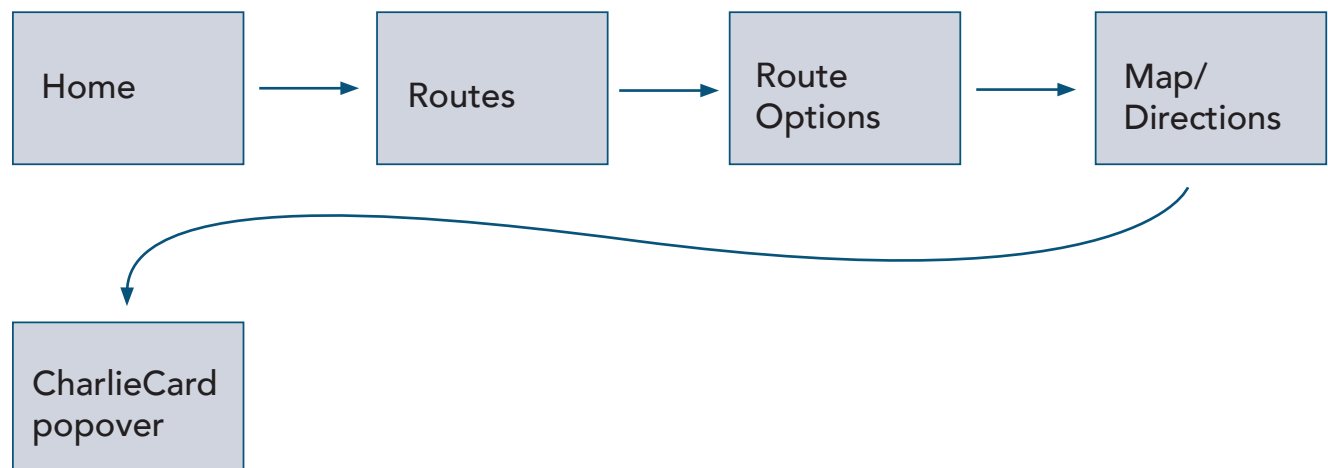 Home
Routes
Route
Options
Map/
Directions
CharlieCard
popover